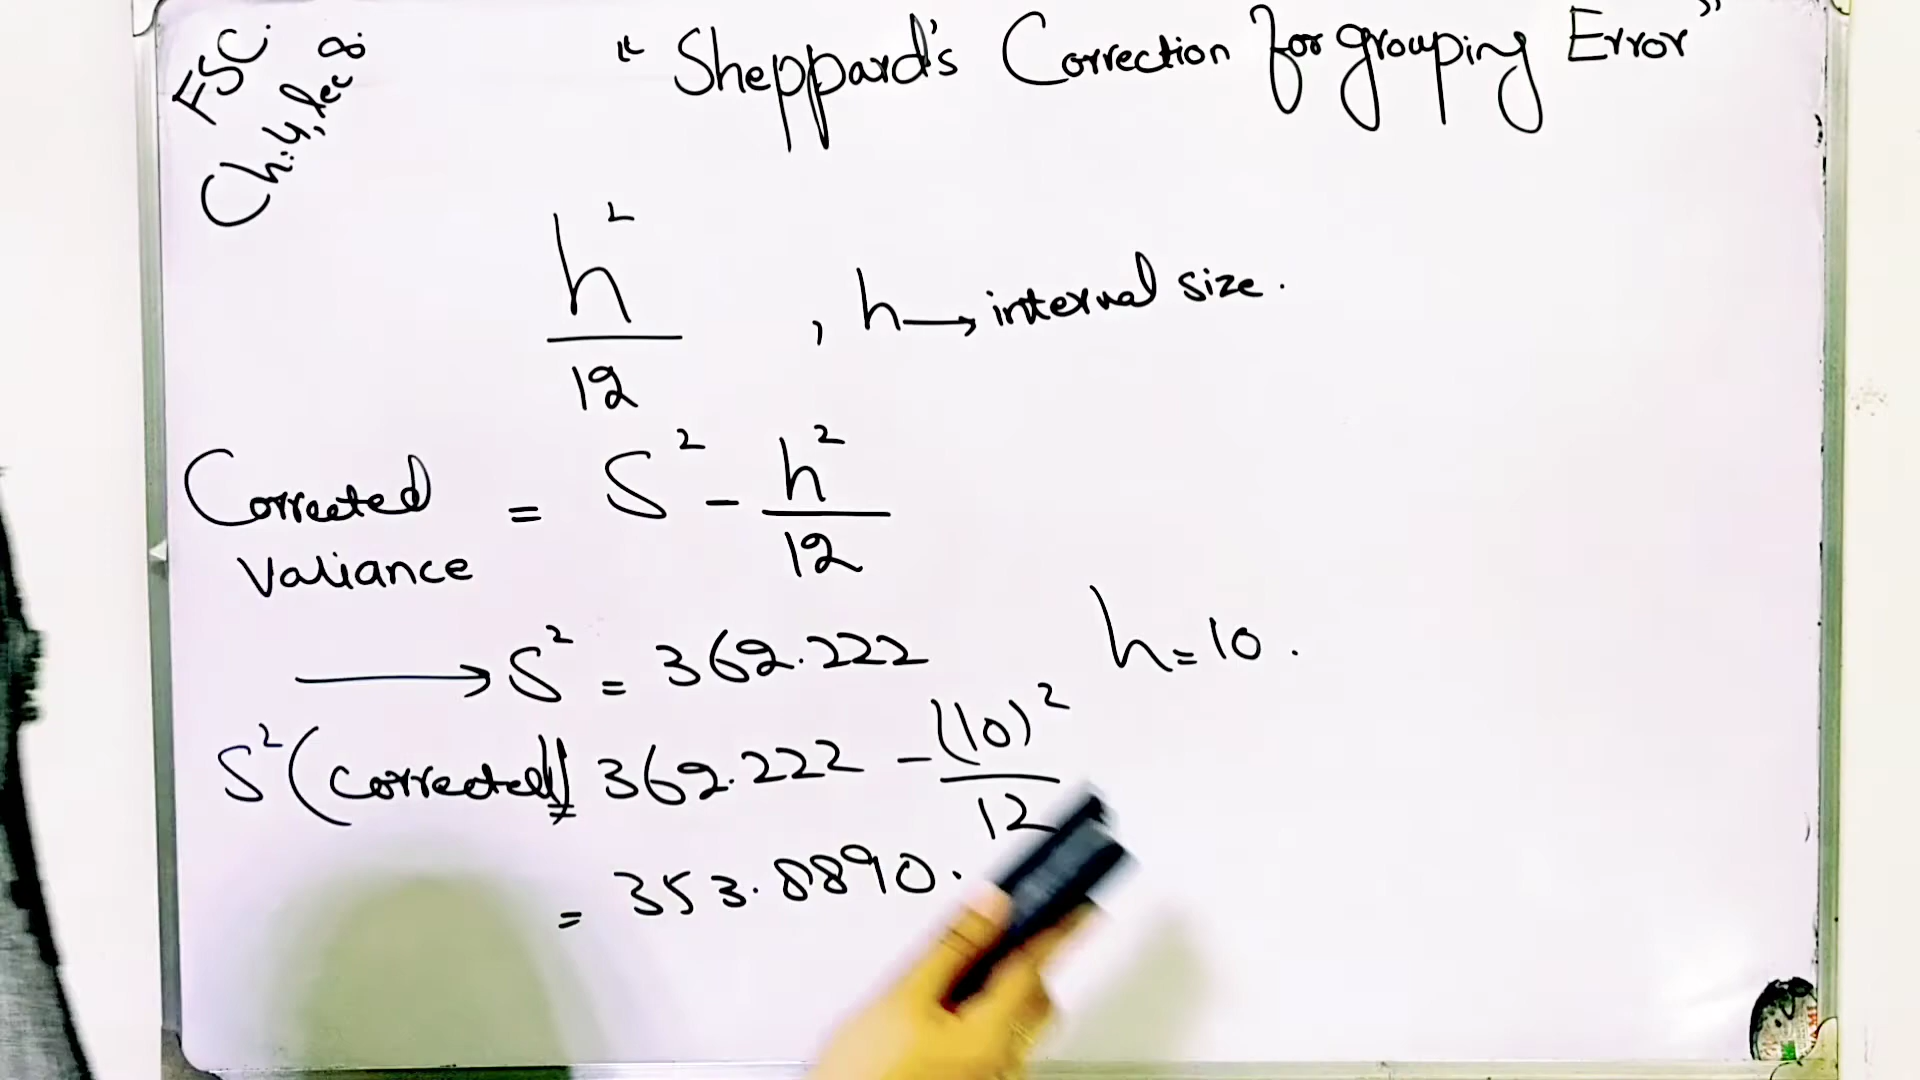 FSC.
Ch:4, lec 8.
"Sheppard's Correction for grouping Error"
h²/12 , h → interval size.
Corrected Variance = S² - h²/12
→ S² = 362.222 h=10.
S² (corrected) = 362.222 - (10)²/12
= 353.8890.